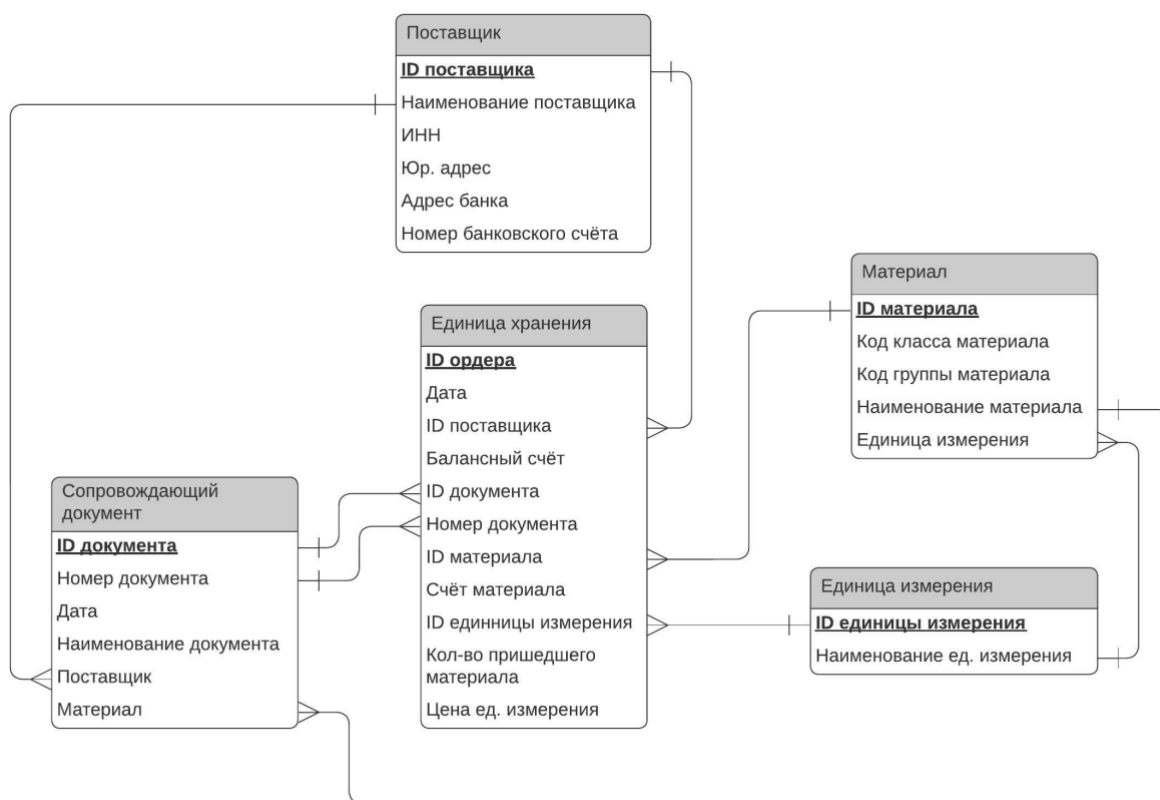 Поставщик
ID поставщика
Наименование поставщика
ИНН
Юр. адрес
Адрес банка
Номер банковского счёта
Материал
ID материала
Код класса материала
Код группы материала
Наименование материала
Единица измерения
Единица хранения
ID ордера
Дата
ID поставщика
Балансный счёт
ID документа
Номер документа
ID материала
Счёт материала
ID единницы измерения
Кол-во пришедшего
материала
Цена ед. измерения
Сопровождающий
документ
ID документа
Номер документа
Дата
Наименование документа
Поставщик
Материал
Единица измерения
ID единицы измерения
Наименование ед. измерения